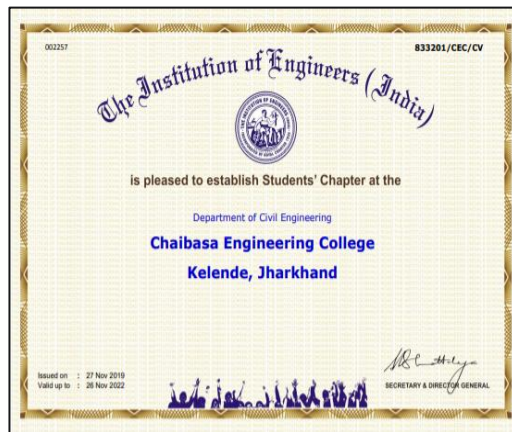 002257
833201/CEC/CV
The Institution of Engineers (India)
is pleased to establish Students' Chapter at the
Department of Civil Engineering
Chaibasa Engineering College
Kelende, Jharkhand
Issued on : 27 Nov 2019
Valid up to : 26 Nov 2022
SECRETARY & DIRECTOR GENERAL